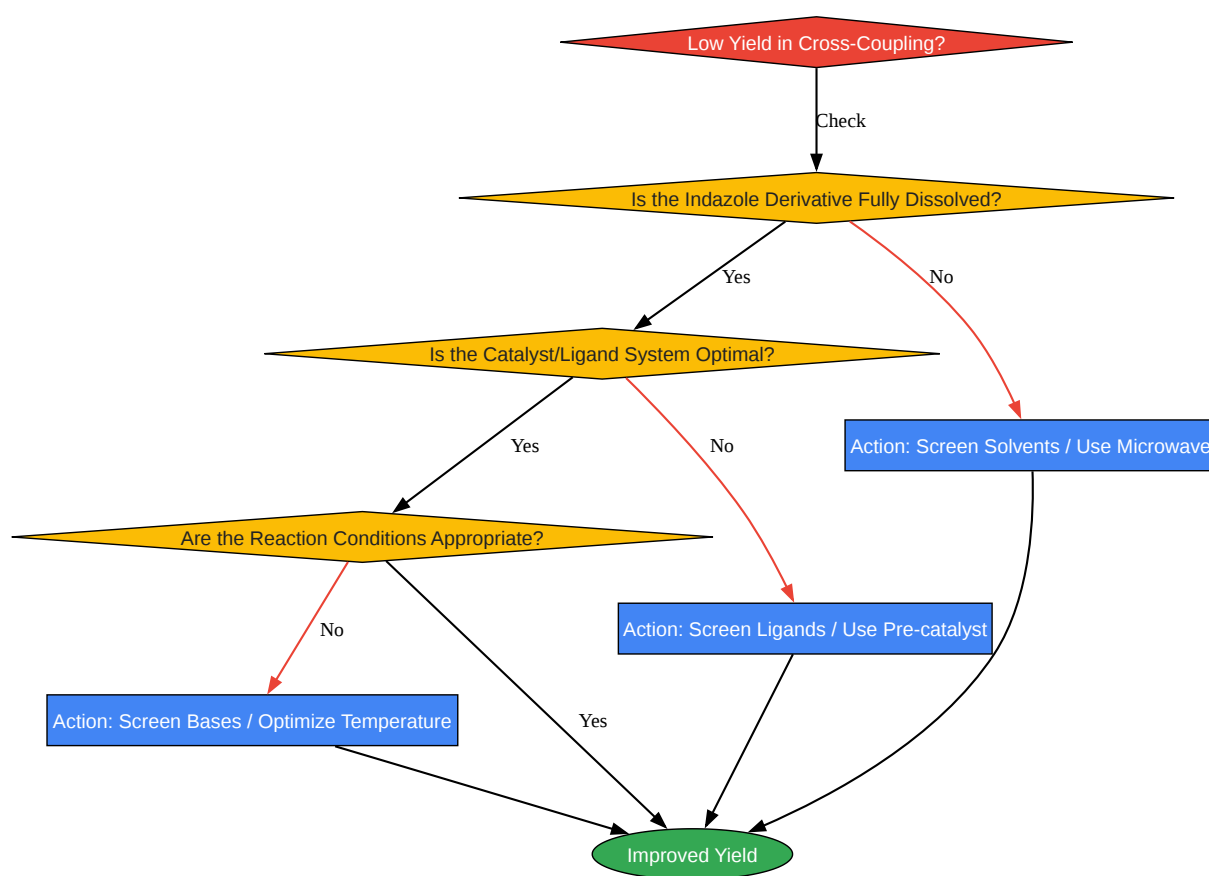 Low Yield in Cross-Coupling?
Check
Is the Indazole Derivative Fully Dissolved?
Yes
No
Is the Catalyst/Ligand System Optimal?
Yes
No
Action: Screen Solvents / Use Microwave
Are the Reaction Conditions Appropriate?
No
Action: Screen Ligands / Use Pre-catalyst
Action: Screen Bases / Optimize Temperature
Yes
Improved Yield